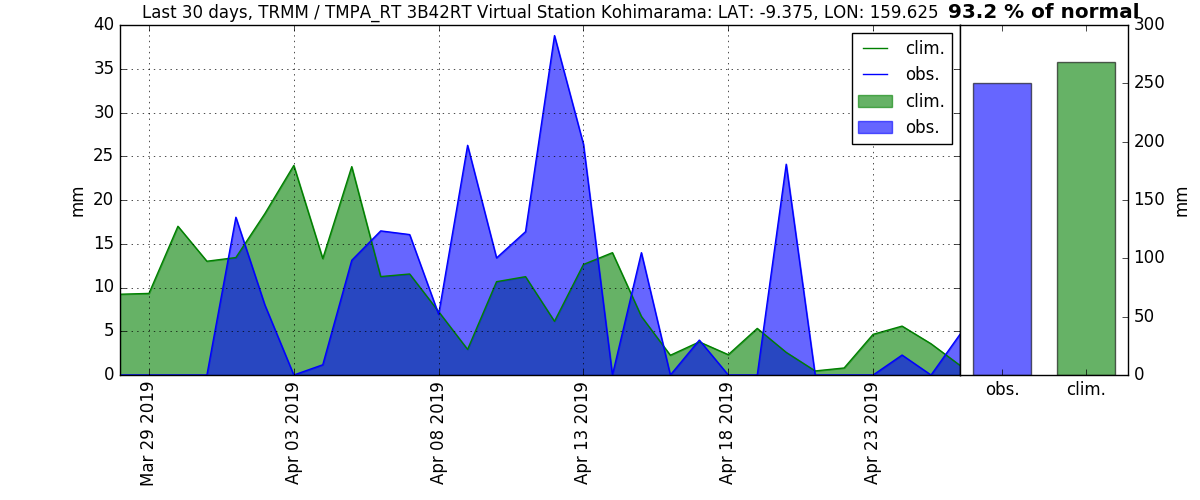 Last 30 days, TRMM / TMPA_RT 3B42RT Virtual Station Kohimarama: LAT: -9.375, LON: 159.625
93.2 % of normal
40
35
30
25
20
15
10
5
0
mm
Mar 29 2019
Apr 03 2019
Apr 08 2019
Apr 13 2019
Apr 18 2019
Apr 23 2019
clim.
obs.
clim.
obs.
300
250
200
150
100
50
0
mm
obs.
clim.